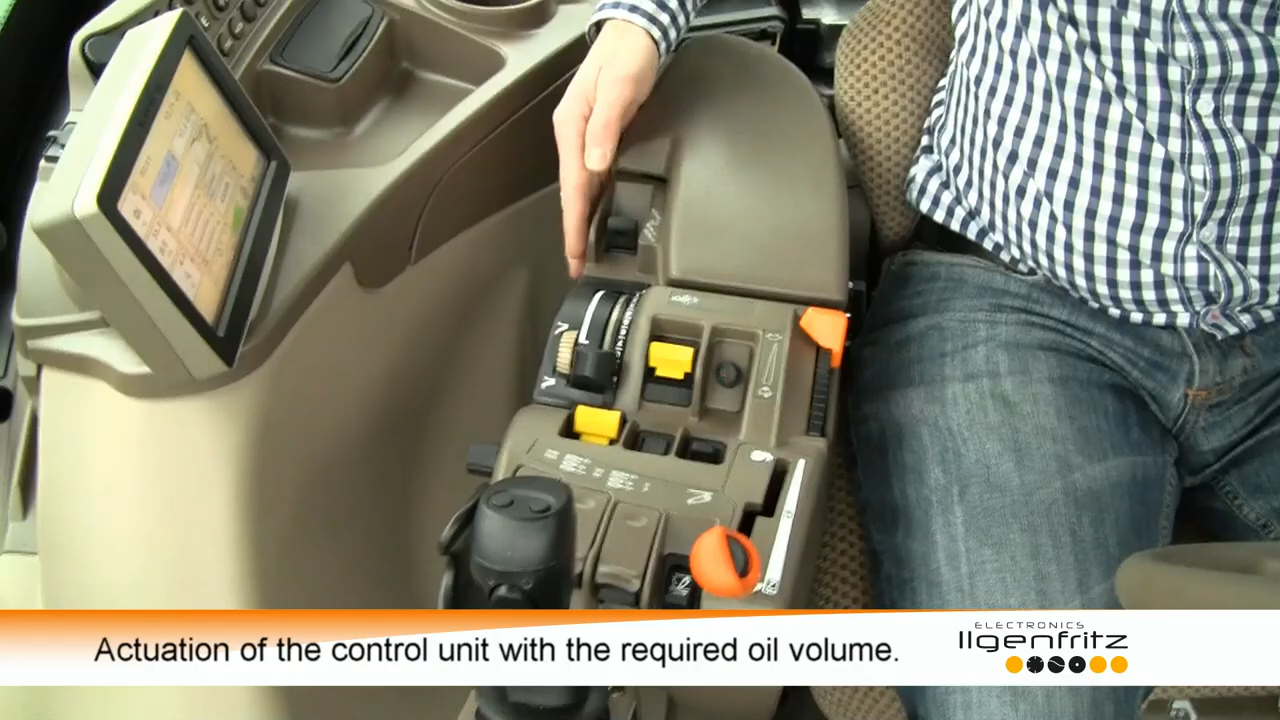 Actuation of the control unit with the required oil volume.
ELECTRONICS
Ilgenfritz